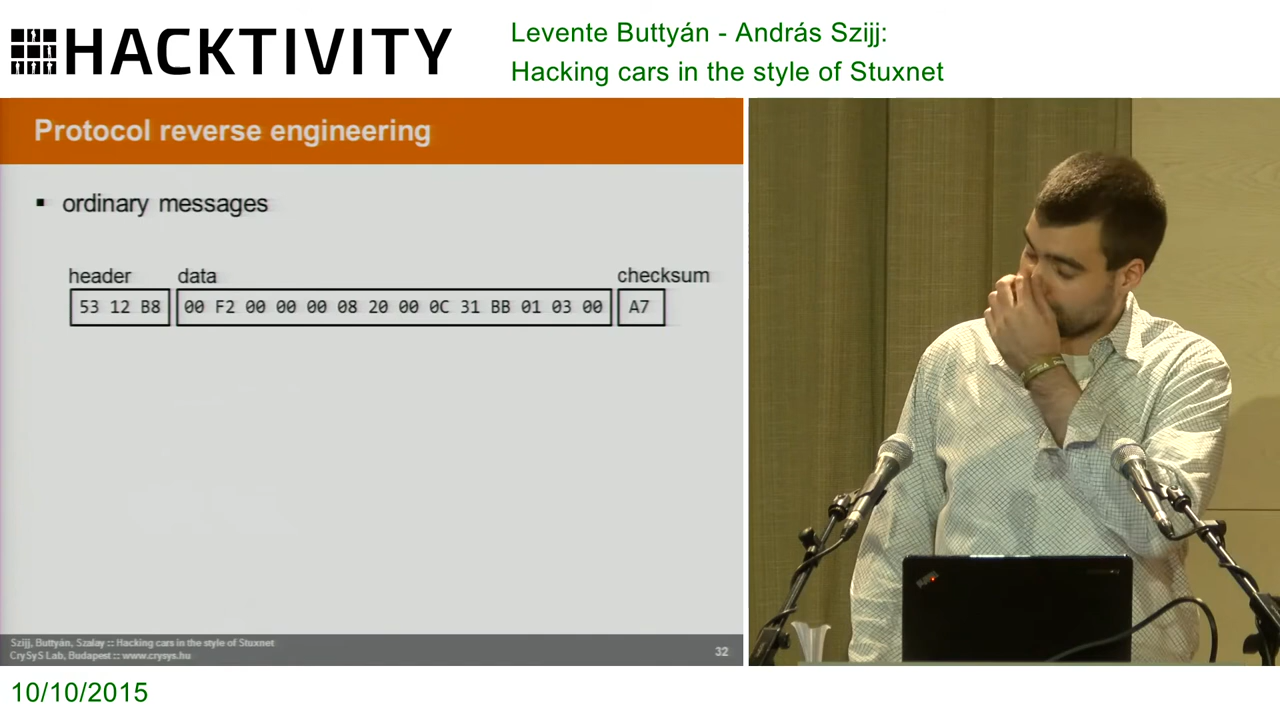 HACKTIVITY
Levente Buttyán - András Szijj:
Hacking cars in the style of Stuxnet
Protocol reverse engineering
▪ ordinary messages
header data checksum
53 12 B8 00 F2 00 00 00 08 20 00 0C 31 BB 01 03 00 A7
Szijj, Buttyán, Szalay :: Hacking cars in the style of Stuxnet
CrySyS Lab, Budapest :: www.crysys.hu
32
10/10/2015